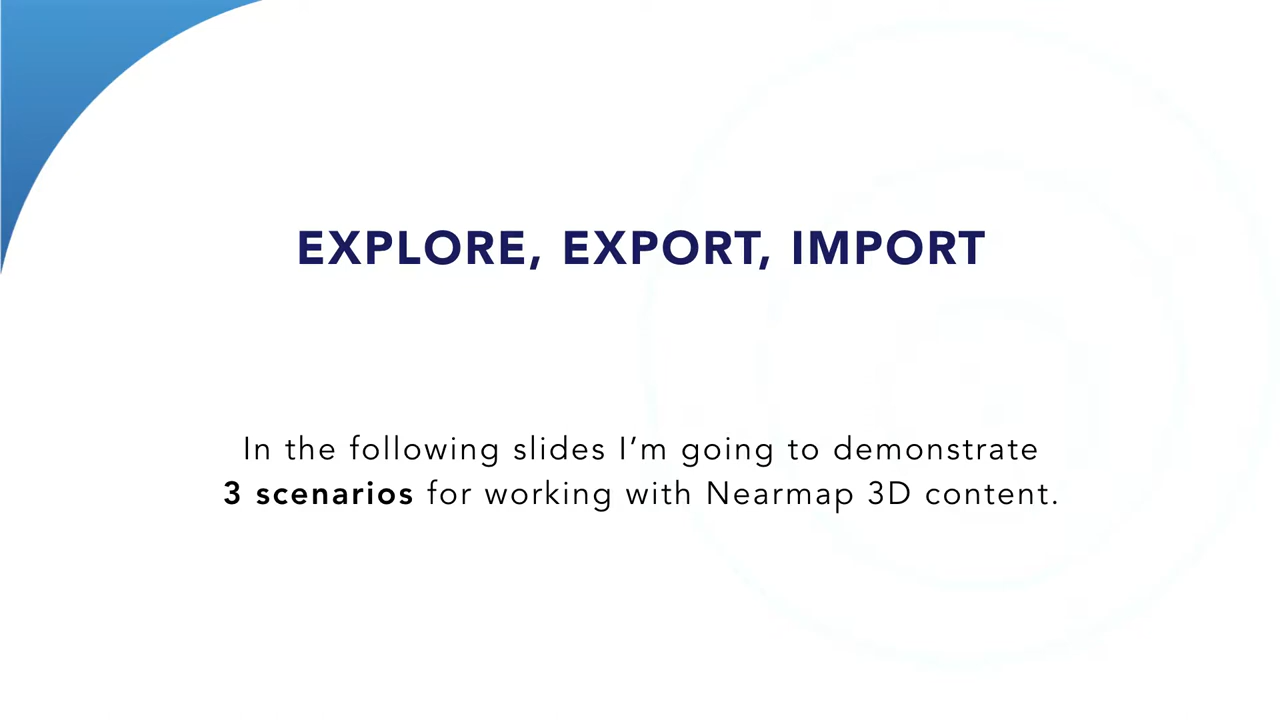 EXPLORE, EXPORT, IMPORT
In the following slides I’m going to demonstrate
3 scenarios for working with Nearmap 3D content.